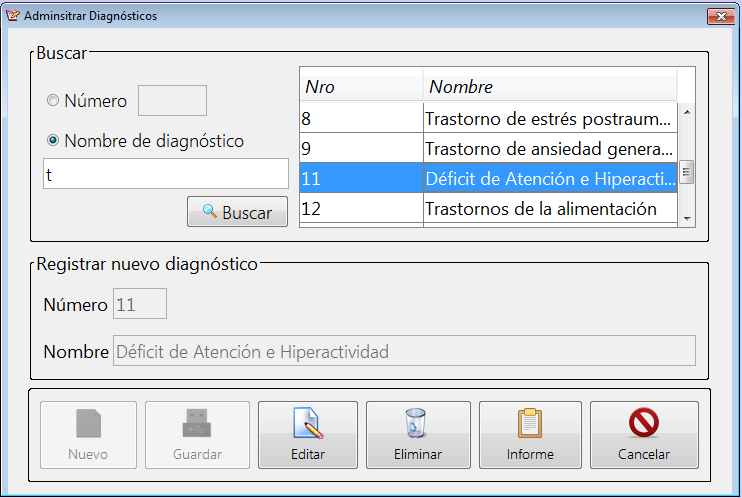 Adminsitrar Diagnósticos
Buscar
Número
Nombre de diagnóstico
t
Buscar
Nro Nombre
8 Trastorno de estrés postraum...
9 Trastorno de ansiedad genera...
11 Déficit de Atención e Hiperacti...
12 Trastornos de la alimentación
Registrar nuevo diagnóstico
Número 11
Nombre Déficit de Atención e Hiperactividad
Nuevo Guardar Editar Eliminar Informe Cancelar